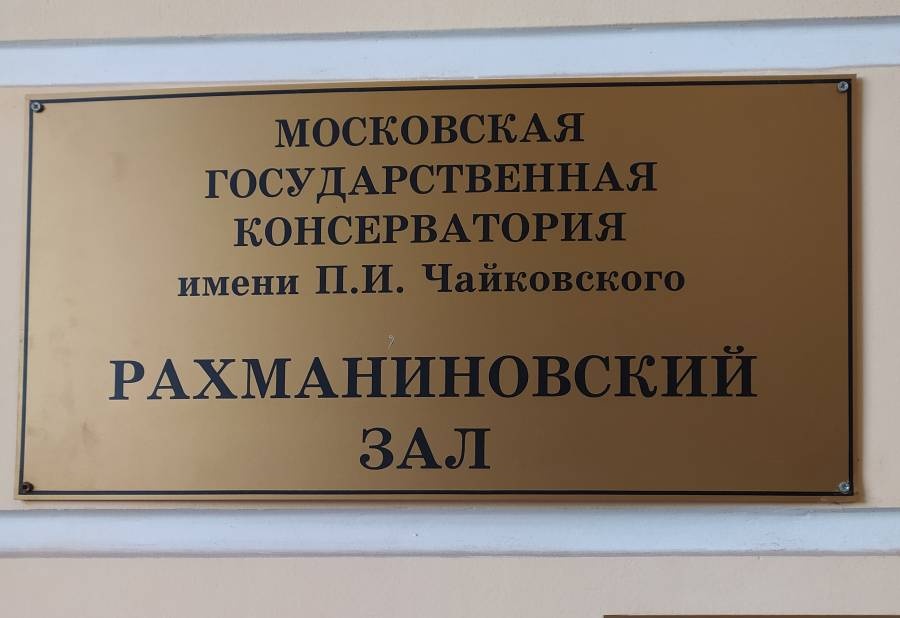 МОСКОВСКАЯ
ГОСУДАРСТВЕННАЯ
КОНСЕРВАТОРИЯ
имени П.И. Чайковского
РАХМАНИНОВСКИЙ
ЗАЛ